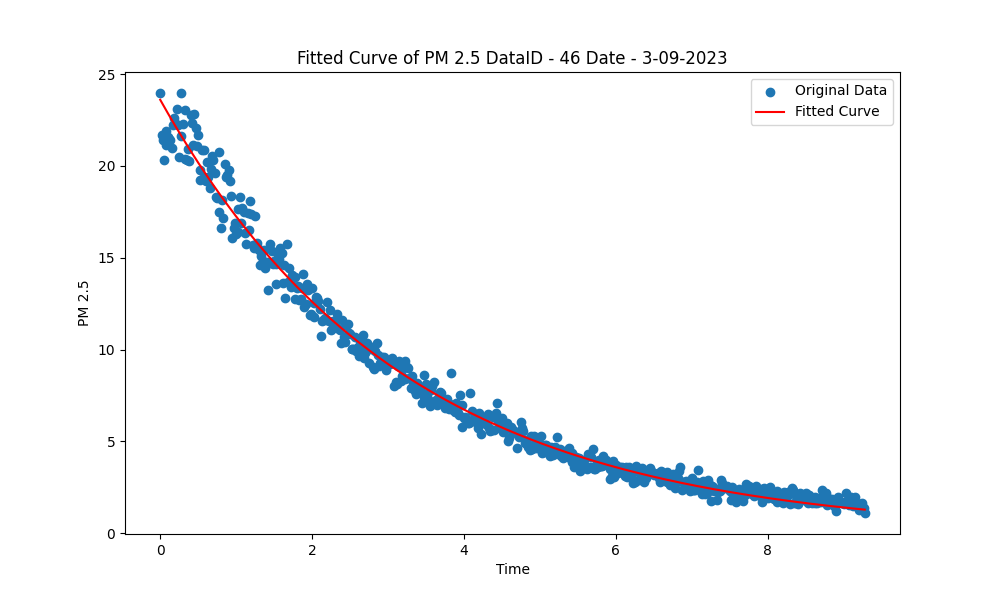 Fitted Curve of PM 2.5 DataID - 46 Date - 3-09-2023
Original Data
Fitted Curve
25
20
15
10
5
0
PM 2.5
0 2 4 6 8
Time